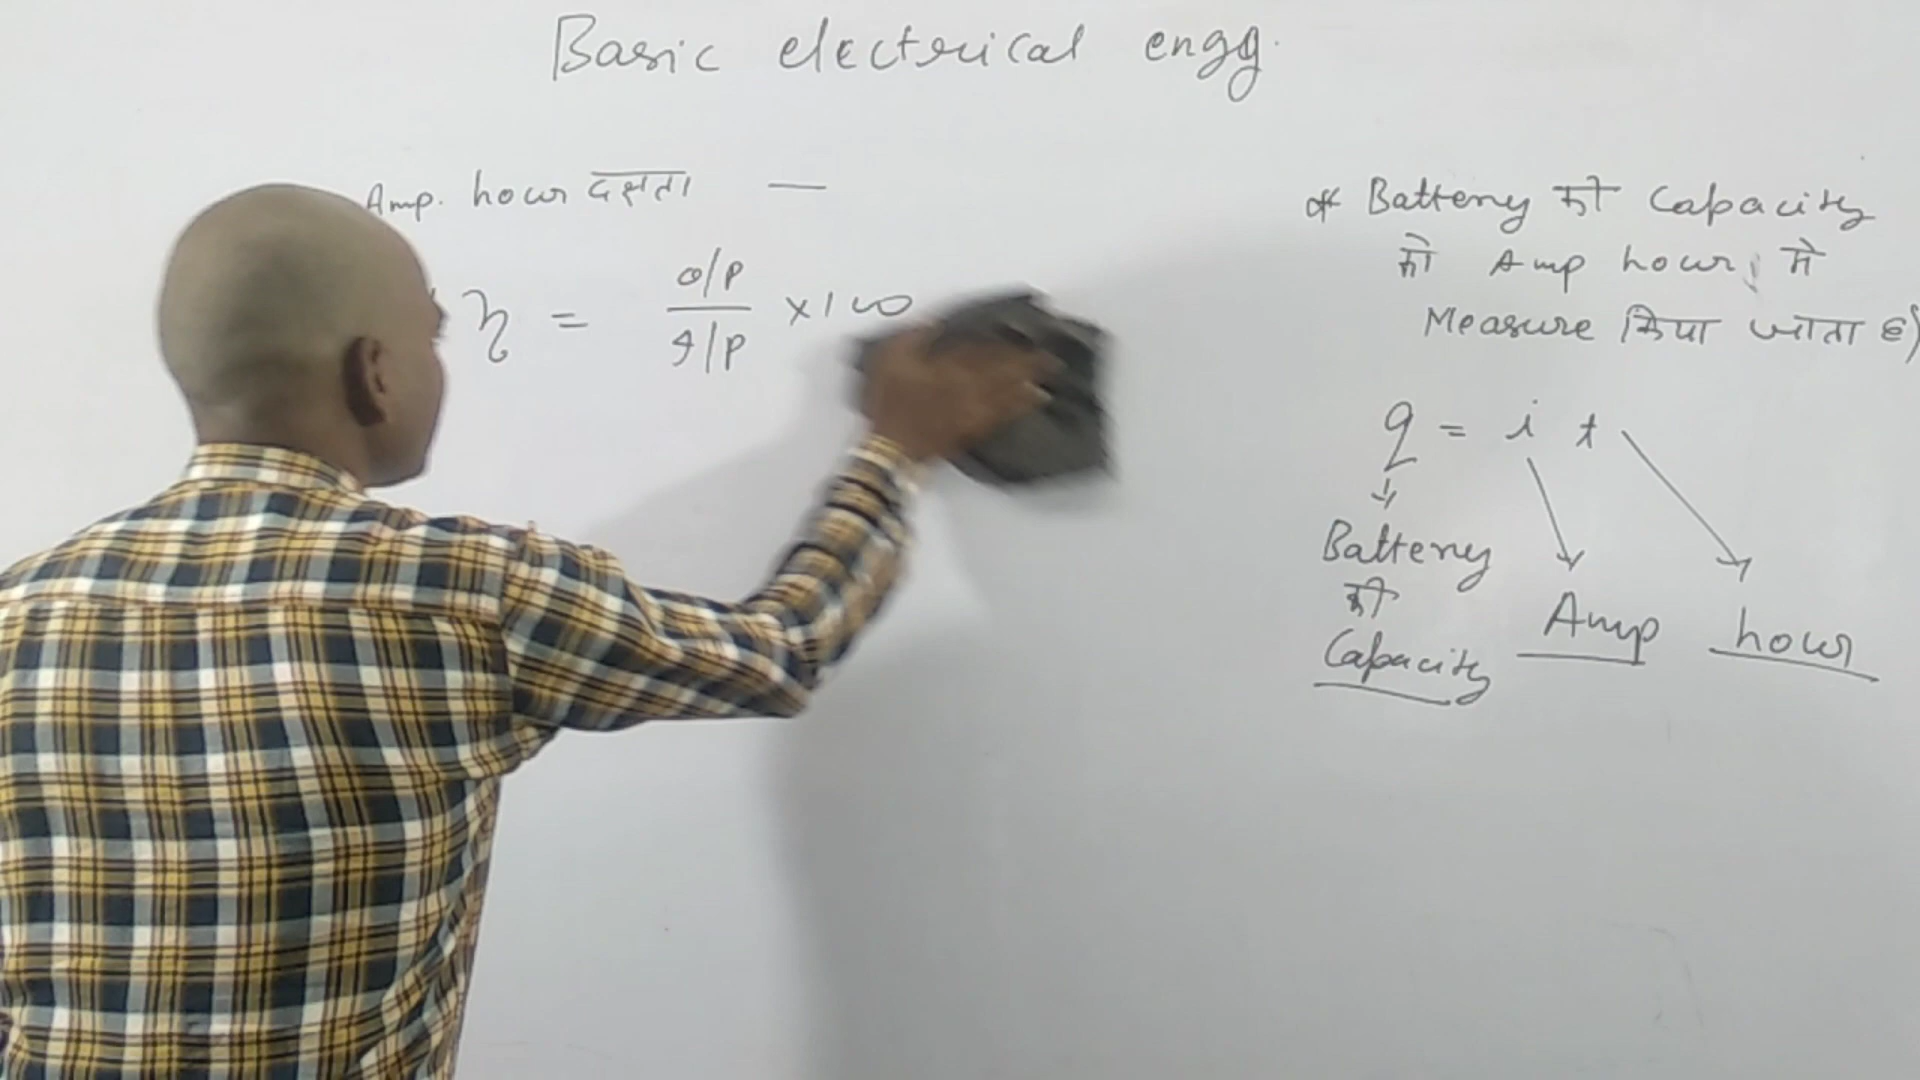 Basic electrical engg.
Amp. hour दक्षता —
η = o/p / I/p × 100
* Battery की Capacity
को Amp hour में
Measure किया जाता है
q = i t
Battery
की
Capacity
Amp hour